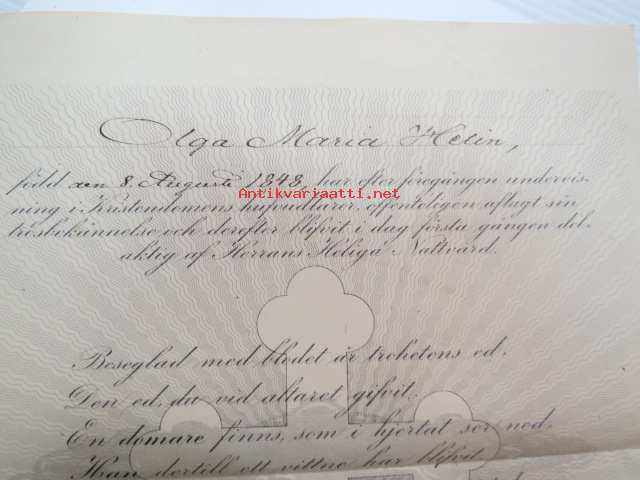 Olga Maria Helin,
född den 8 Augusti 1848, har efter föregången undervis-
ning i Kristendomens hufvudläror, offentligen aflagt sin
trosbekännelse och derefter blifvit i dag första gången del-
aktig af Herrans Heliga Nattvard.
Antikvariaatti.net
Beseglad med blodet är trohetens ed,
Den ed, du vid altaret gifvit.
En domare finns, som i hjertat ser ned,
Han dertill ett vittne har blifvit